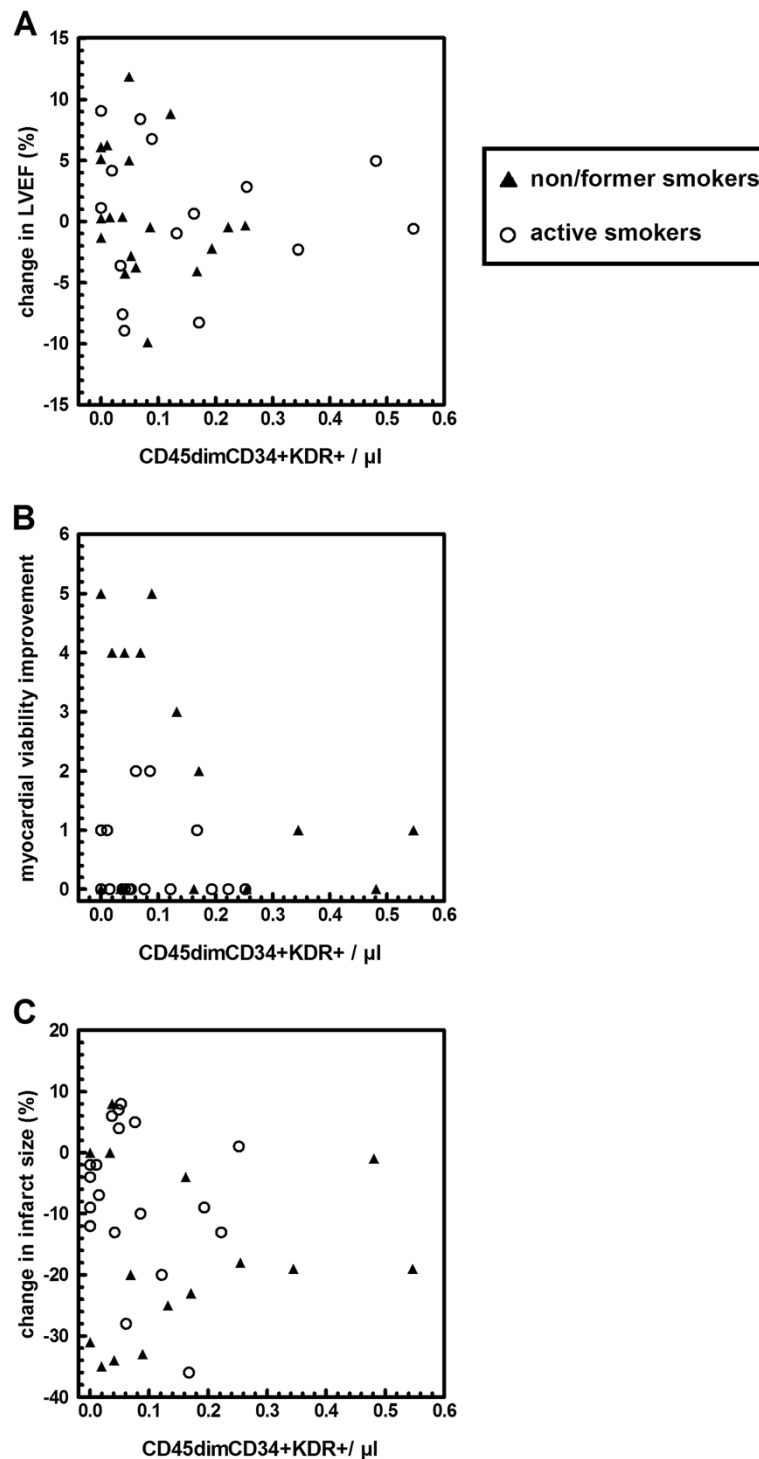 A
15
10
5
0
-5
-10
-15
change in LVEF (%)
0.0 0.1 0.2 0.3 0.4 0.5 0.6
CD45dimCD34+KDR+ / µl
non/former smokers
active smokers
B
6
5
4
3
2
1
0
myocardial viability improvement
0.0 0.1 0.2 0.3 0.4 0.5 0.6
CD45dimCD34+KDR+ / µl
C
20
10
0
-10
-20
-30
-40
change in infarct size (%)
0.0 0.1 0.2 0.3 0.4 0.5 0.6
CD45dimCD34+KDR+/ µl